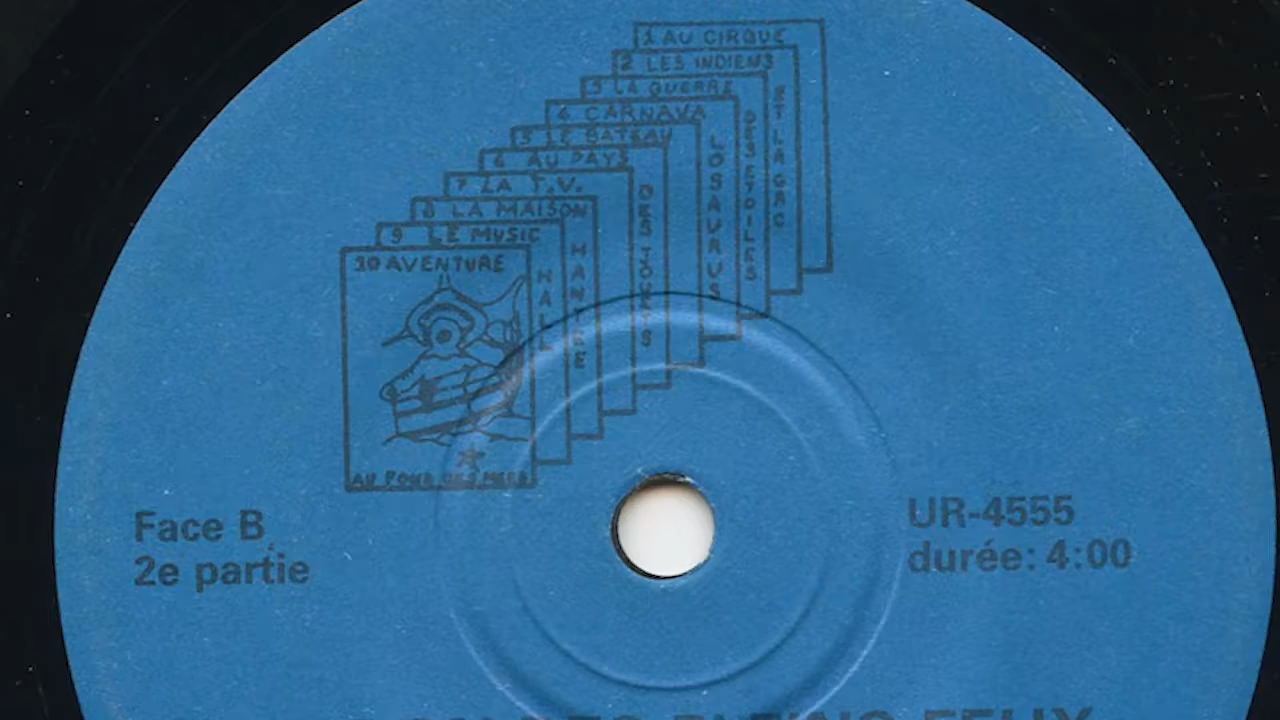 1 AU CIRQUE
2 LES INDIENS
ET LA GRC
3 LA GUERRE
DES ETOILES
4 CARNAVA
LOSAURUS
5 LE BATEAU
6 AU PAYS
DES JOUETS
7 LA T.V.
8 LA MAISON
HANTEE
9 LE MUSIC
HALL
10 AVENTURE
AU FOND DES MERS
Face B
2e partie
UR-4555
durée: 4:00